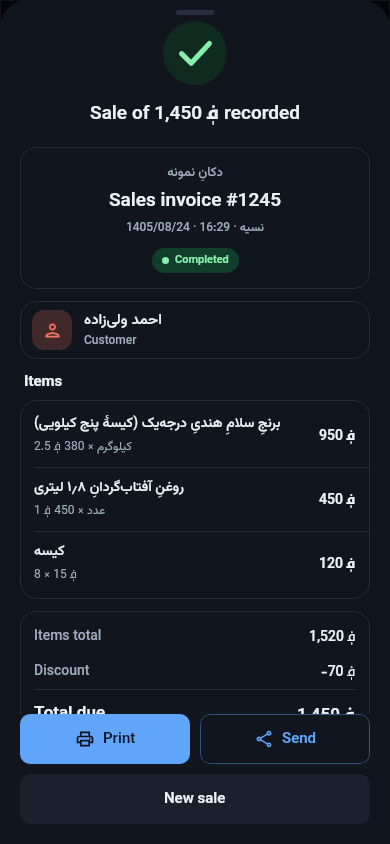 Sale of 1,450 ؋ recorded
دکانِ نمونه
Sales invoice #1245
1405/08/24 · 16:29 · نسیه
Completed
احمد ولی‌زاده
Customer
Items
برنجِ سلامِ هندیِ درجه‌یک (کیسهٔ پنج کیلویی)
950 ؋
2.5 کیلوگرم × 380 ؋
روغنِ آفتاب‌گردانِ ۱٫۸ لیتری
450 ؋
1 عدد × 450 ؋
کیسه
120 ؋
8 × 15 ؋
Items total
1,520 ؋
Discount
-70 ؋
Total due
1,450 ؋
Print
Send
New sale